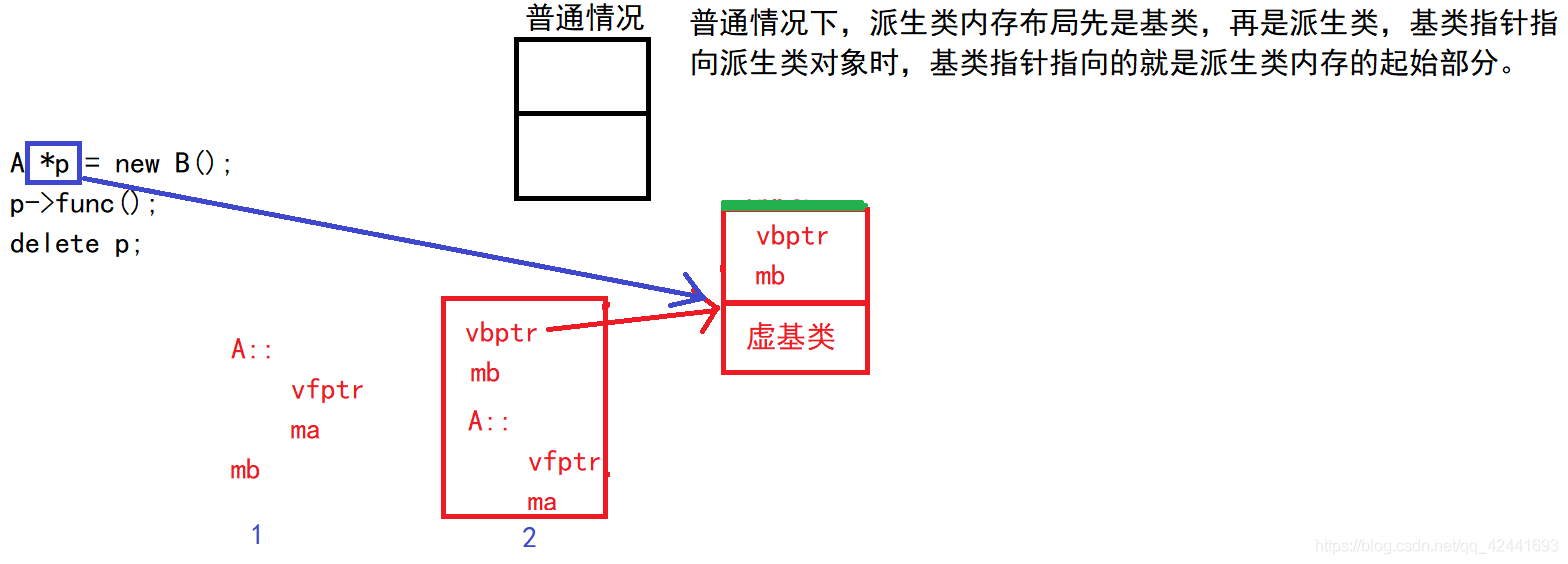 普通情况
普通情况下，派生类内存布局先是基类，再是派生类，基类指针指
向派生类对象时，基类指针指向的就是派生类内存的起始部分。
A *p = new B();
p->func();
delete p;
vbptr
mb
虚基类
A::
vfptr
ma
mb
1
vbptr
mb
A::
vfptr
ma
2
https://blog.csdn.net/qq_42441693